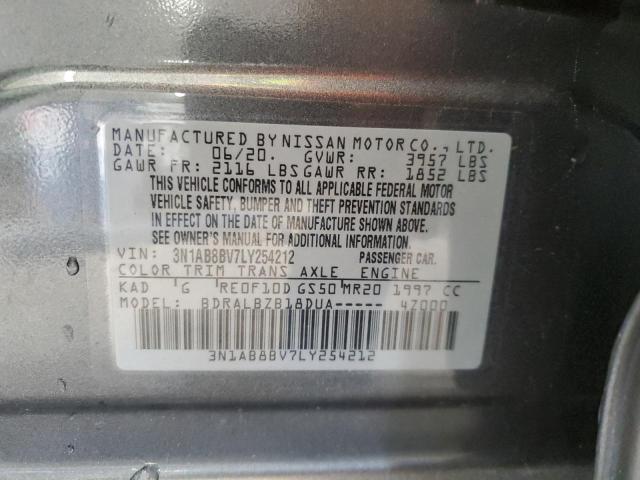 MANUFACTURED BY NISSAN MOTOR CO., LTD.
DATE: 06/20. GVWR: 3957 LBS
GAWR FR: 2116 LBS GAWR RR: 1852 LBS
THIS VEHICLE CONFORMS TO ALL APPLICABLE FEDERAL MOTOR
VEHICLE SAFETY, BUMPER AND THEFT PREVENTION STANDARDS
IN EFFECT ON THE DATE OF MANUFACTURE SHOWN ABOVE.
SEE OWNER'S MANUAL FOR ADDITIONAL INFORMATION.
VIN: 3N1AB8BV7LY254212 PASSENGER CAR.
COLOR TRIM TRANS AXLE ENGINE
KAD G RE0F10D GS50 MR20 1997 CC
MODEL: BDRALBZB18DUA----- 47000
3N1AB8BV7LY254212